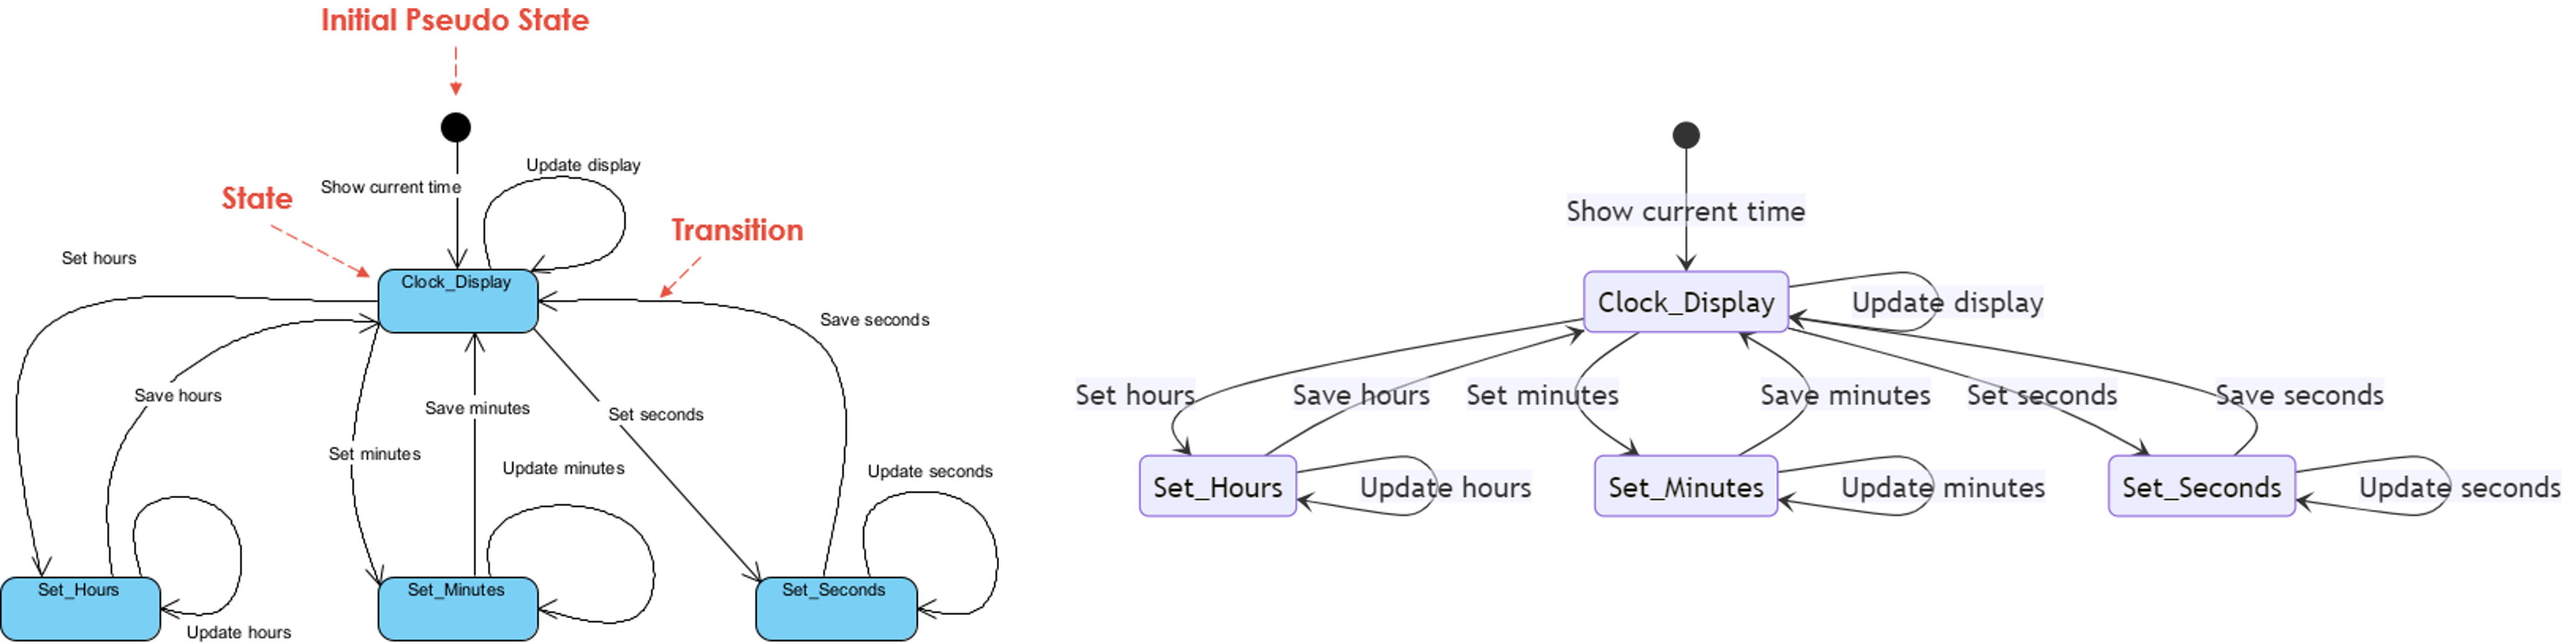 Initial Pseudo State
Update display
Show current time
State
Transition
Set hours
Clock_Display
Save seconds
Save hours
Save minutes
Set seconds
Set minutes
Update minutes
Update seconds
Set_Hours
Set_Minutes
Set_Seconds
Update hours
Show current time
Clock_Display
Update display
Set hours
Save hours
Set minutes
Save minutes
Set seconds
Save seconds
Set_Hours
Update hours
Set_Minutes
Update minutes
Set_Seconds
Update seconds